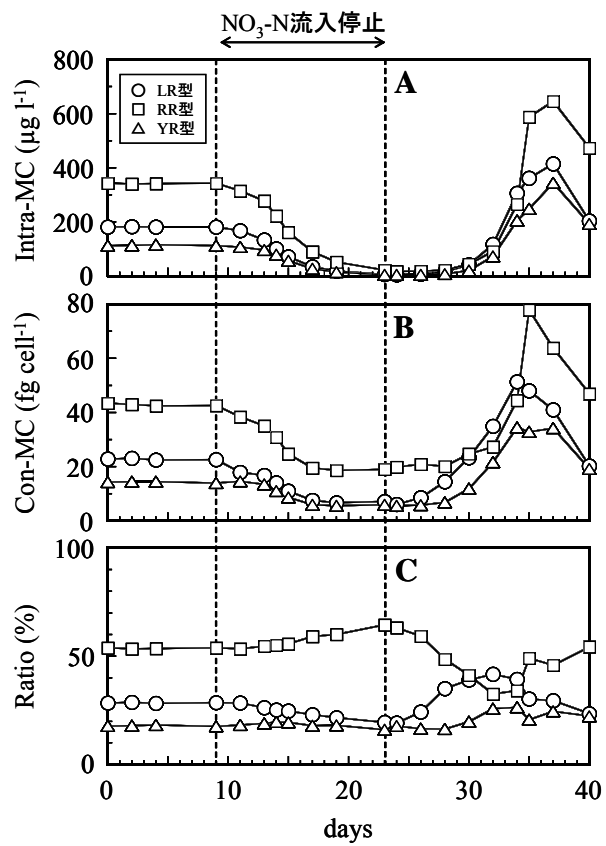 NO₃-N流入停止
800
600
400
200
0
Intra-MC (μg l⁻¹)
A
LR型
RR型
YR型
80
60
40
20
0
Con-MC (fg cell⁻¹)
B
100
50
0
Ratio (%)
C
0 10 20 30 40
days